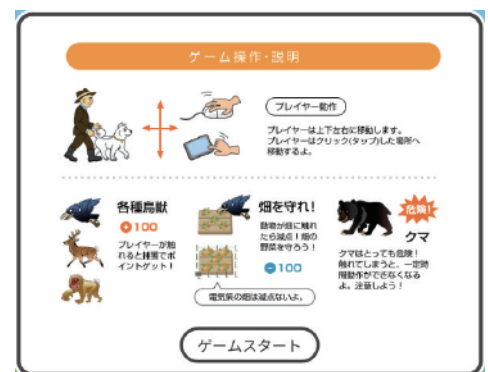 ゲーム操作・説明
プレイヤー動作
プレイヤーは上下左右に移動します。
プレイヤーはクリック(タップ)した場所へ
移動するよ。
各種鳥獣
+100
プレイヤーが触
れると捕獲でポ
イントゲット!
畑を守れ!
動物が畑に触れ
たら減点!畑の
野菜を守ろう!
-100
電気策の畑は減点ないよ。
危険!
クマ
クマはとっても危険!
触れてしまうと、一定時
間動作ができなくなる
よ。注意しよう!
ゲームスタート